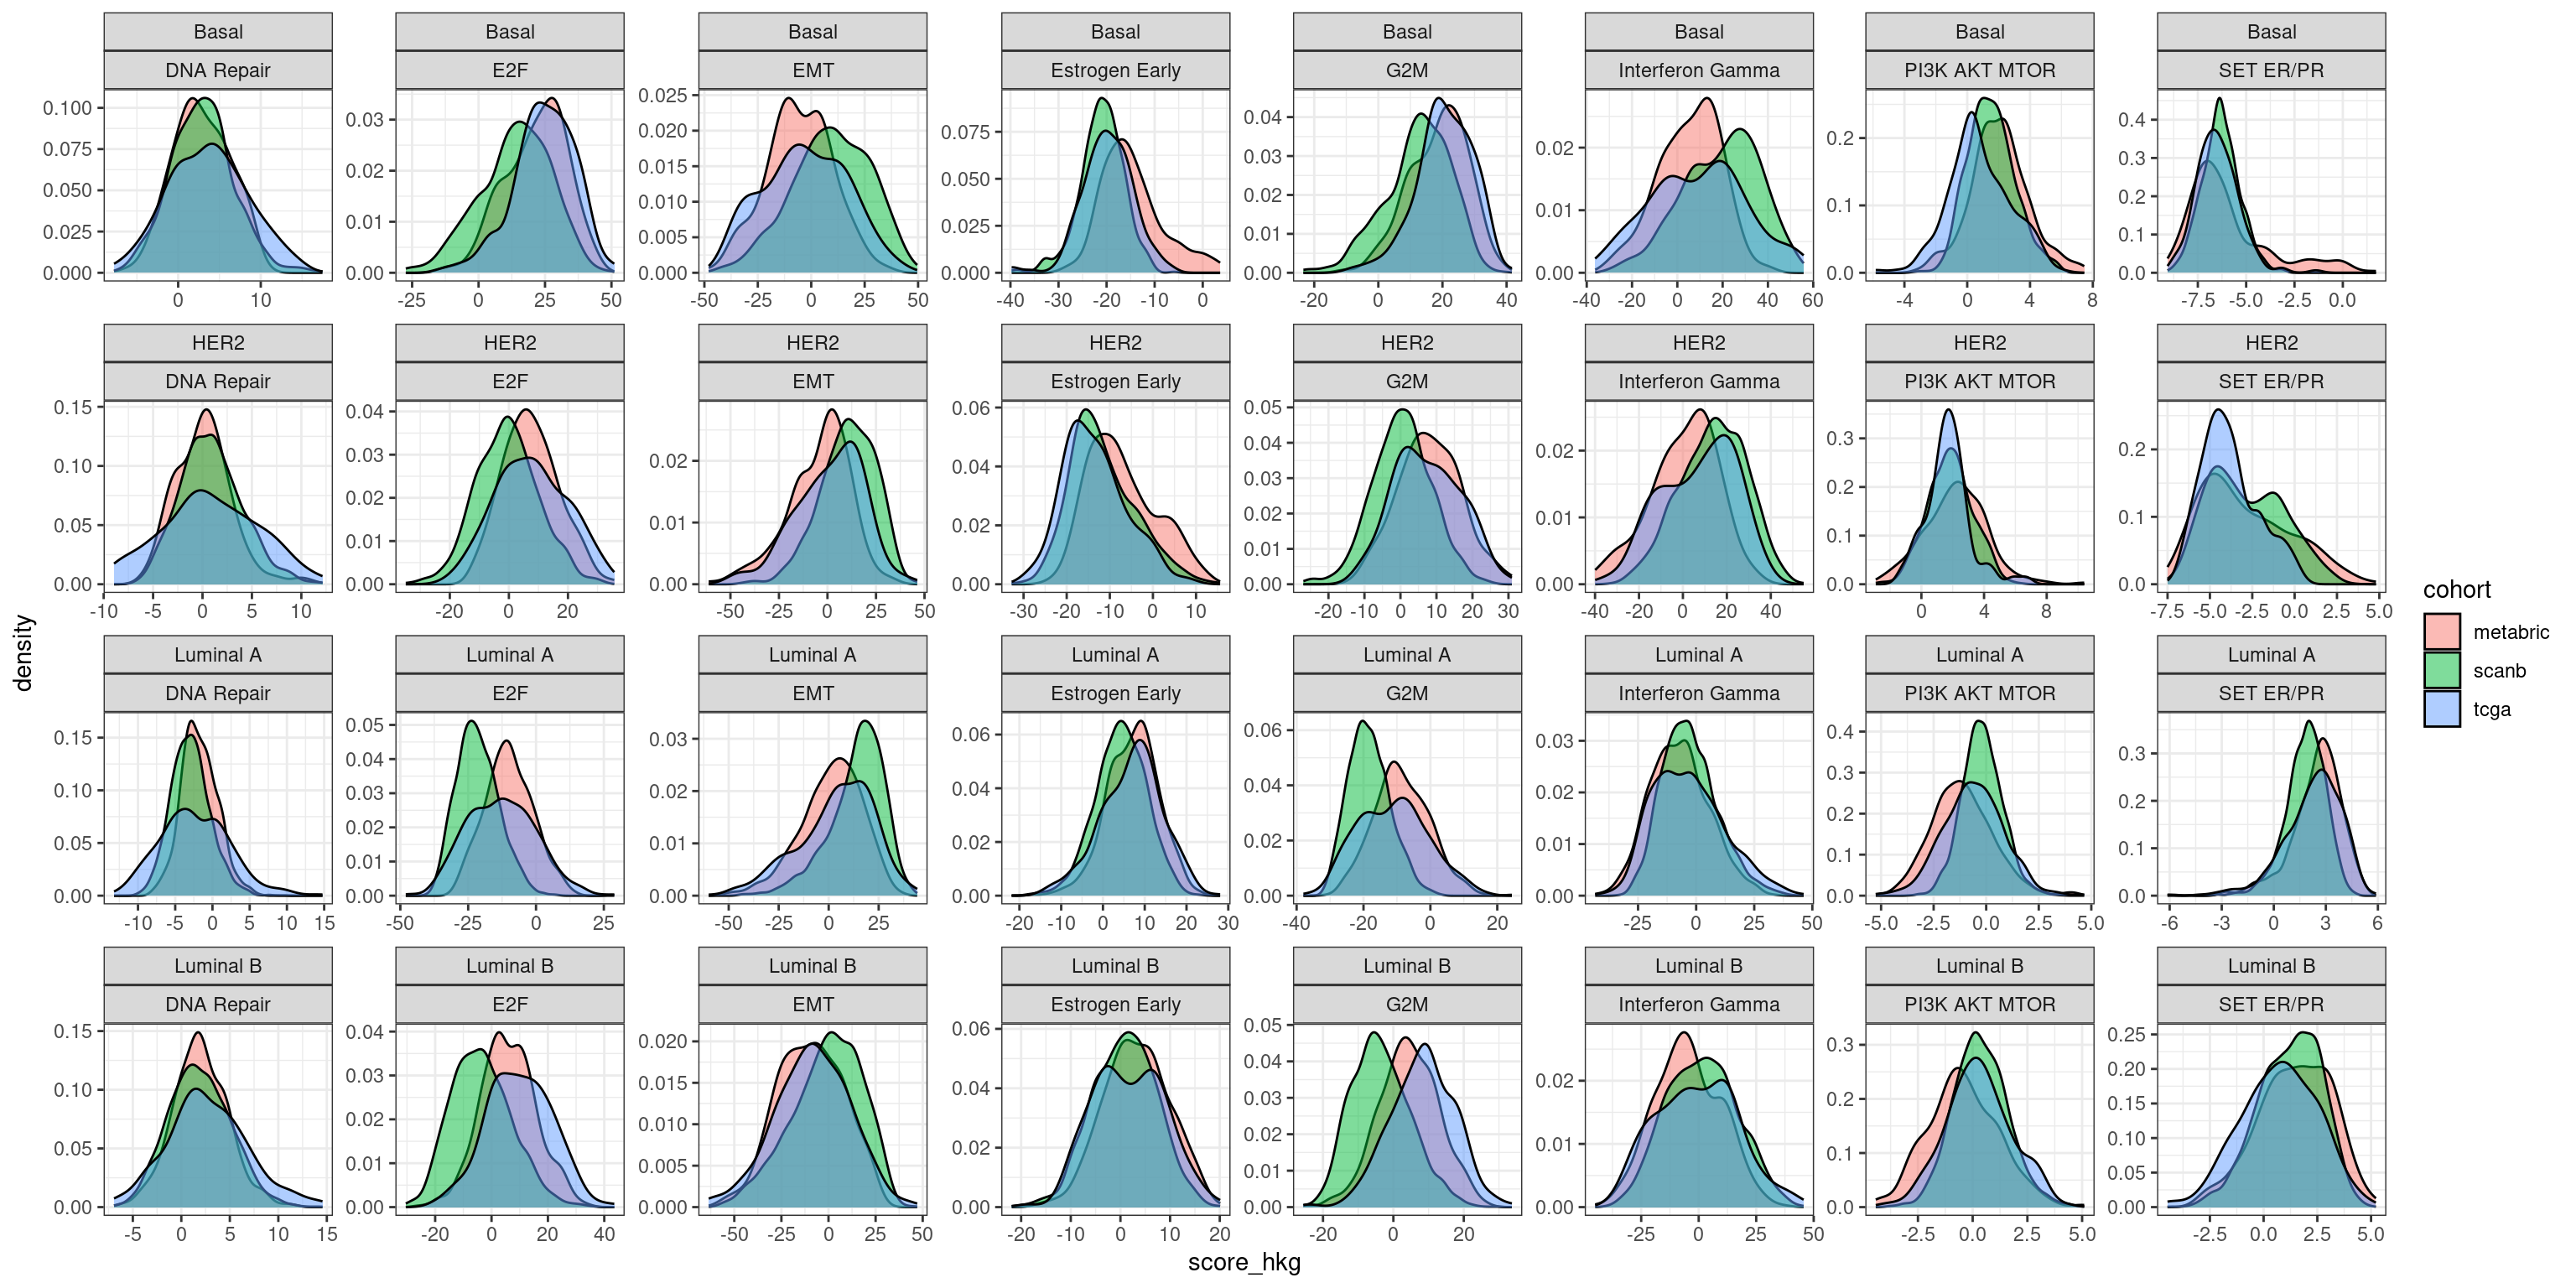 Basal Basal Basal Basal Basal Basal Basal Basal
DNA Repair E2F EMT Estrogen Early G2M Interferon Gamma PI3K AKT MTOR SET ER/PR
0.100 0.075 0.050 0.025 0.000
0.03 0.02 0.01 0.00
0.025 0.020 0.015 0.010 0.005 0.000
0.075 0.050 0.025 0.000
0.04 0.03 0.02 0.01 0.00
0.02 0.01 0.00
0.2 0.1 0.0
0.4 0.3 0.2 0.1 0.0
0 10 -25 0 25 50 -50 -25 0 25 50 -40 -30 -20 -10 0 -20 0 20 40 -40 -20 0 20 40 60 -4 0 4 8 -7.5 -5.0 -2.5 0.0
HER2 HER2 HER2 HER2 HER2 HER2 HER2 HER2
DNA Repair E2F EMT Estrogen Early G2M Interferon Gamma PI3K AKT MTOR SET ER/PR
0.15 0.10 0.05 0.00
0.04 0.03 0.02 0.01 0.00
0.02 0.01 0.00
0.06 0.04 0.02 0.00
0.05 0.04 0.03 0.02 0.01 0.00
0.02 0.01 0.00
0.3 0.2 0.1 0.0
0.2 0.1 0.0
-10 -5 0 5 10 -20 0 20 -50 -25 0 25 50 -30 -20 -10 0 10 -20 -10 0 10 20 30 -40 -20 0 20 40 0 4 8 -7.5 -5.0 -2.5 0.0 2.5 5.0
Luminal A Luminal A Luminal A Luminal A Luminal A Luminal A Luminal A Luminal A
DNA Repair E2F EMT Estrogen Early G2M Interferon Gamma PI3K AKT MTOR SET ER/PR
0.15 0.10 0.05 0.00
0.05 0.04 0.03 0.02 0.01 0.00
0.03 0.02 0.01 0.00
0.06 0.04 0.02 0.00
0.06 0.04 0.02 0.00
0.03 0.02 0.01 0.00
0.4 0.3 0.2 0.1 0.0
0.3 0.2 0.1 0.0
-10 -5 0 5 10 15 -50 -25 0 25 -50 -25 0 25 -20 -10 0 10 20 30 -40 -20 0 20 -25 0 25 50 -5.0 -2.5 0.0 2.5 5.0 -6 -3 0 3 6
Luminal B Luminal B Luminal B Luminal B Luminal B Luminal B Luminal B Luminal B
DNA Repair E2F EMT Estrogen Early G2M Interferon Gamma PI3K AKT MTOR SET ER/PR
0.15 0.10 0.05 0.00
0.04 0.03 0.02 0.01 0.00
0.020 0.015 0.010 0.005 0.000
0.06 0.04 0.02 0.00
0.05 0.04 0.03 0.02 0.01 0.00
0.02 0.01 0.00
0.3 0.2 0.1 0.0
0.25 0.20 0.15 0.10 0.05 0.00
-5 0 5 10 15 -20 0 20 40 -50 -25 0 25 50 -20 -10 0 10 20 -20 0 20 -25 0 25 50 -2.5 0.0 2.5 5.0 -2.5 0.0 2.5 5.0
density
score_hkg
cohort
metabric
scanb
tcga